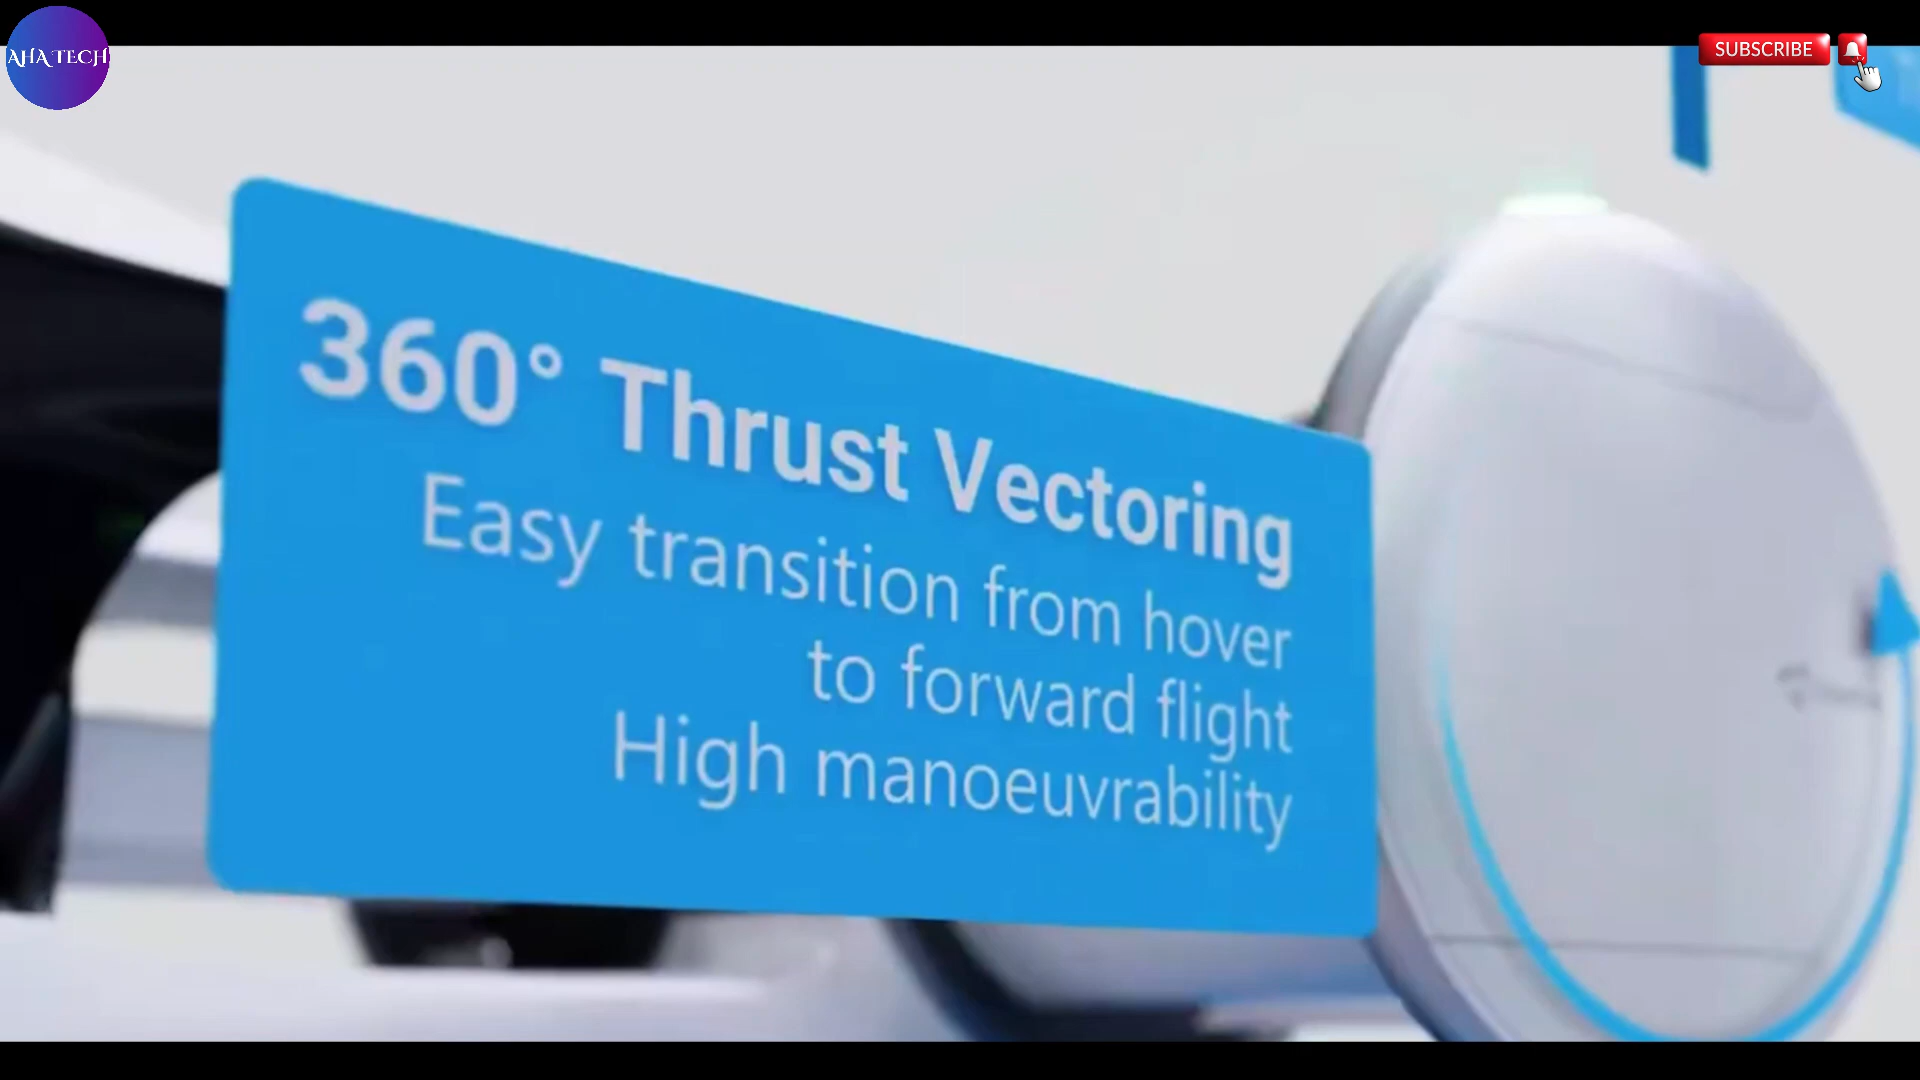 AHA TECH
SUBSCRIBE
360° Thrust Vectoring
Easy transition from hover
to forward flight
High manoeuvrability